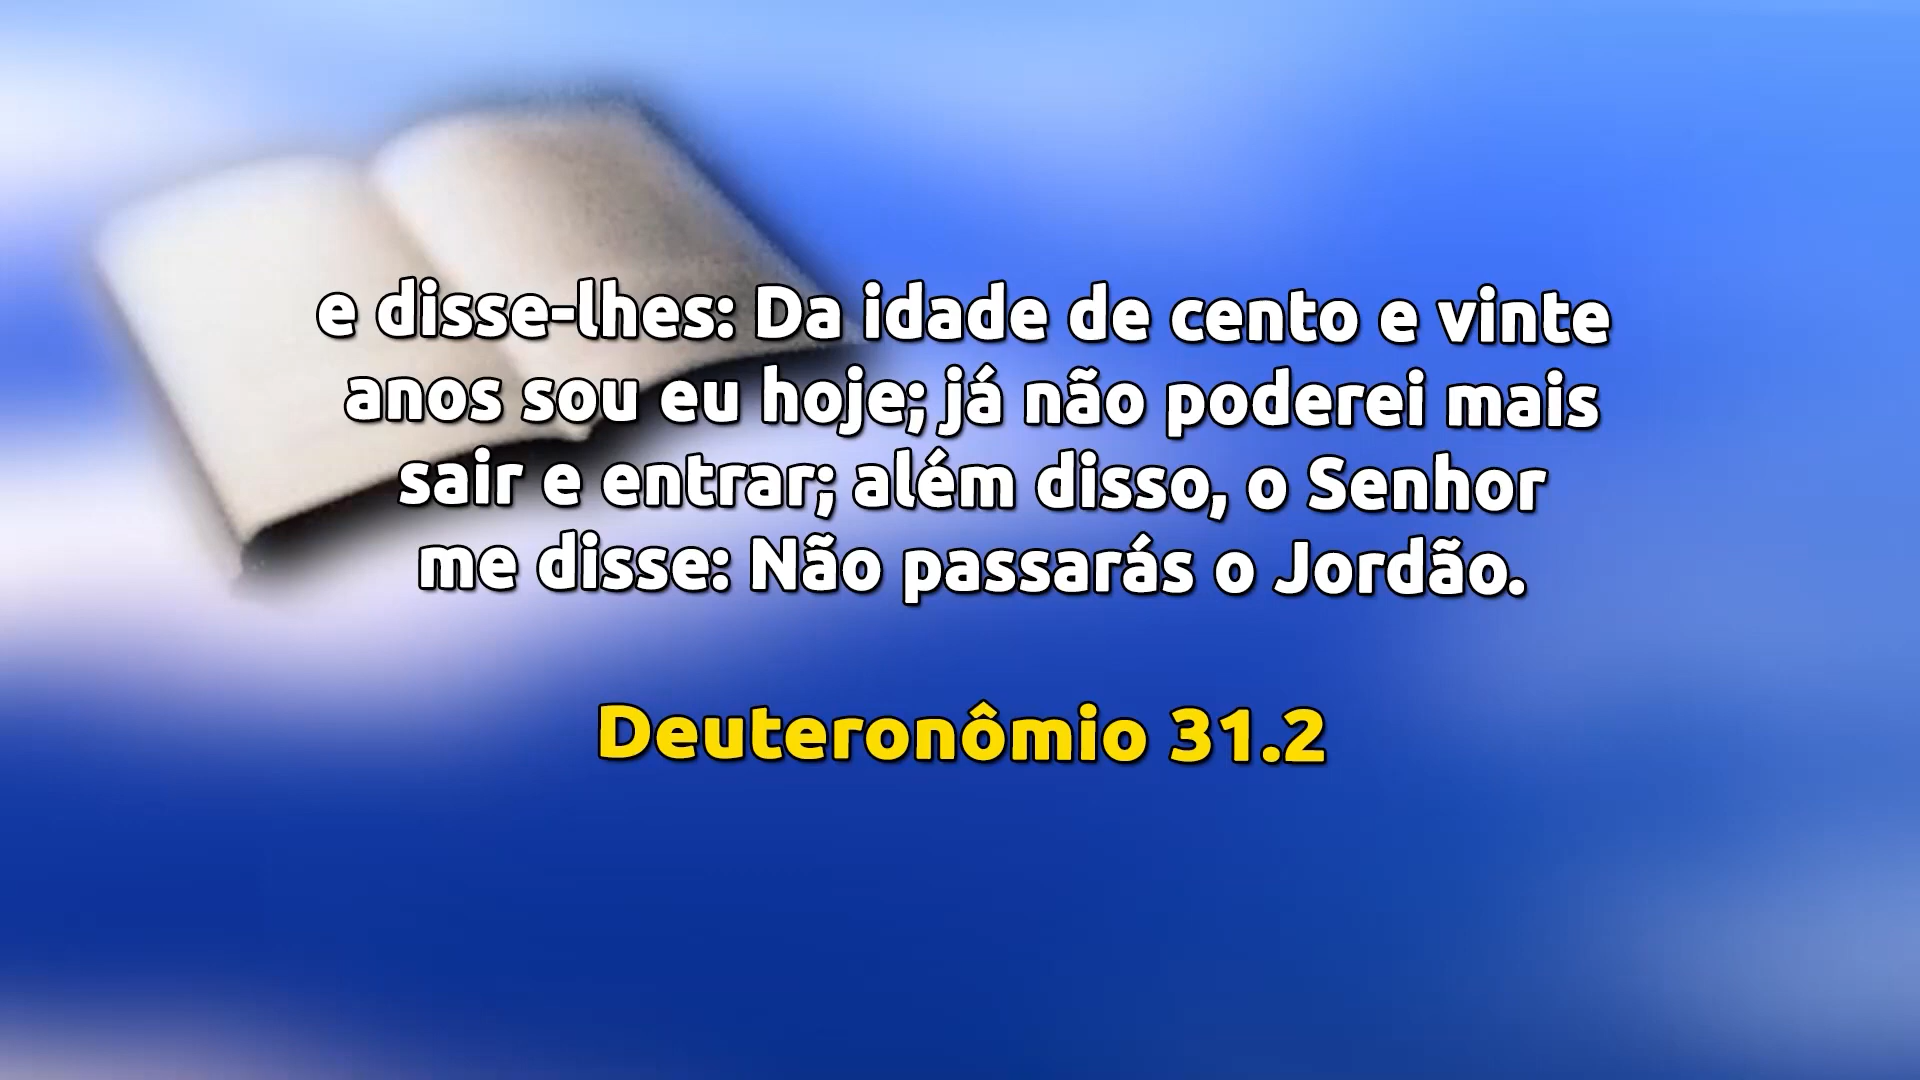 e disse-lhes: Da idade de cento e vinte
anos sou eu hoje; já não poderei mais
sair e entrar; além disso, o Senhor
me disse: Não passarás o Jordão.
Deuteronômio 31.2